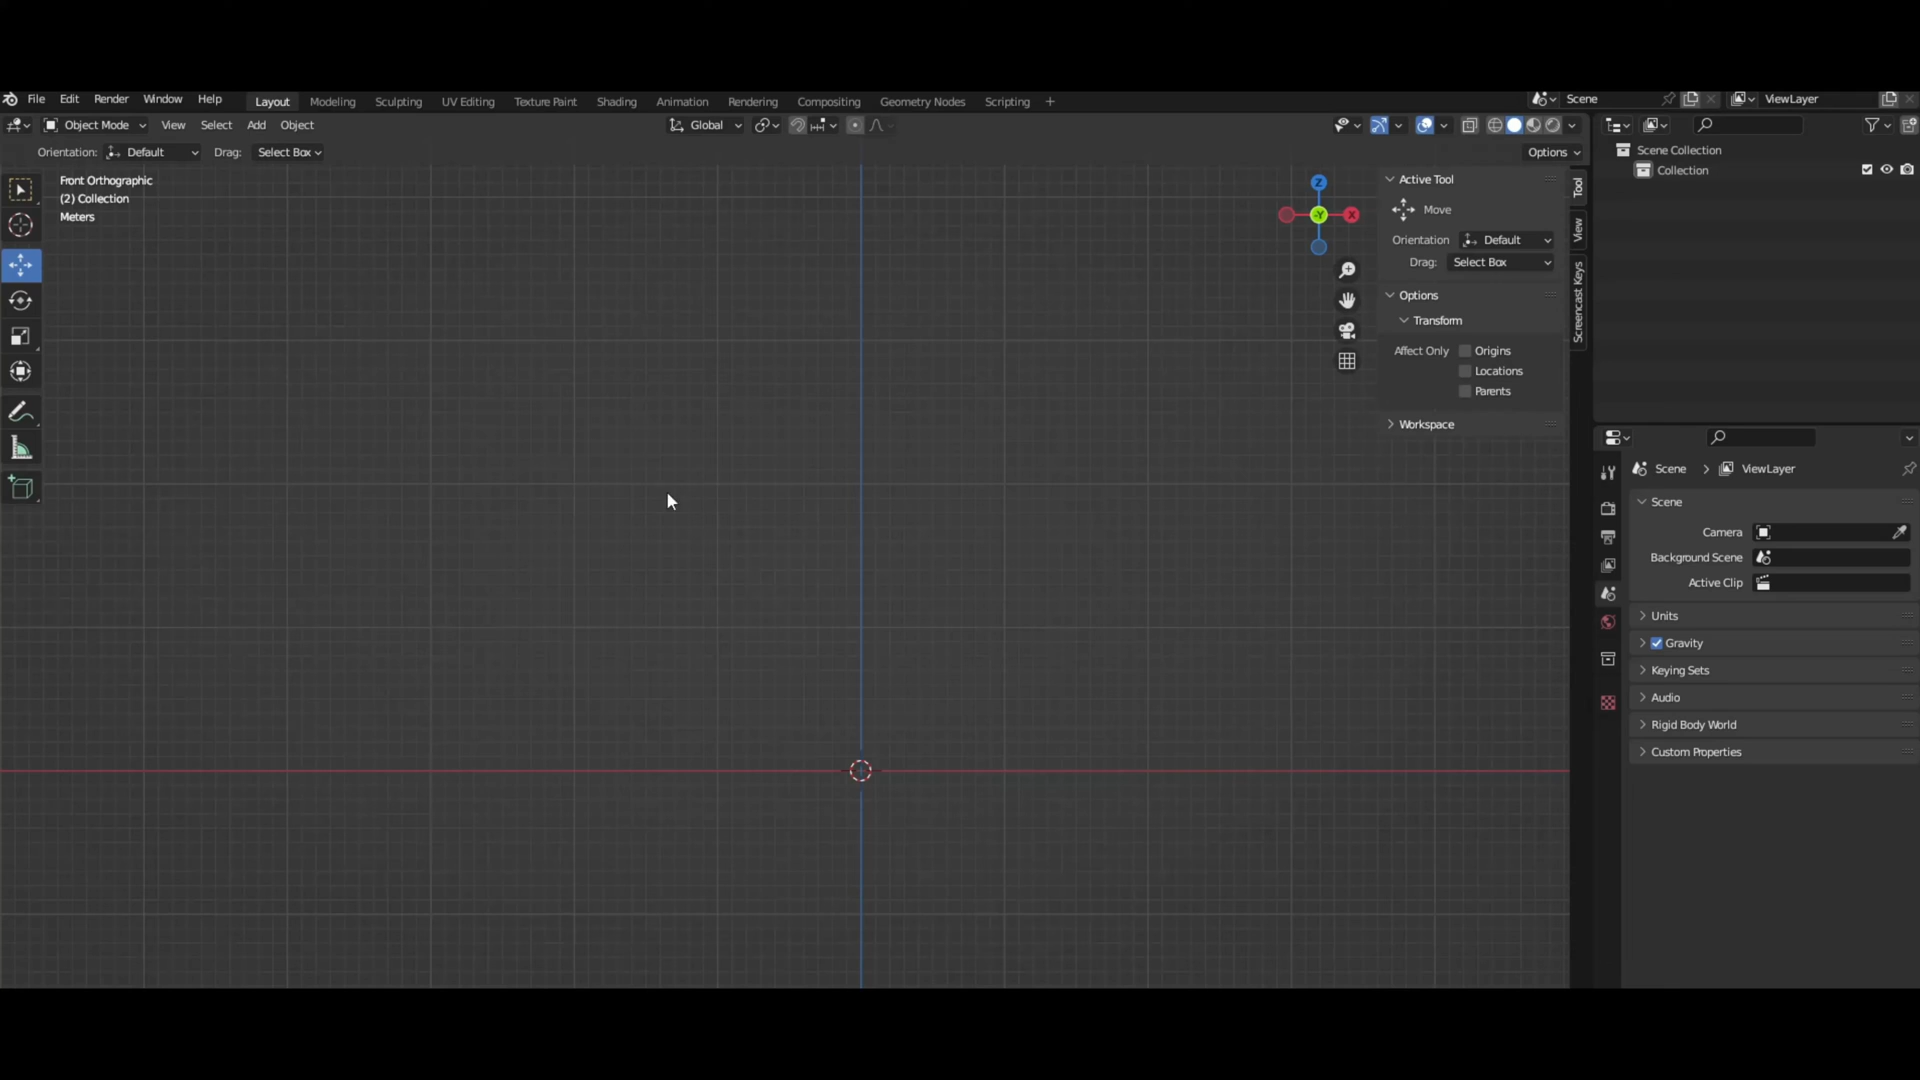 File Edit Render Window Help Layout Modeling Sculpting UV Editing Texture Paint Shading Animation Rendering Compositing Geometry Nodes Scripting + Scene ViewLayer
Object Mode View Select Add Object Global
Orientation: Default Drag: Select Box Options
Front Orthographic
(2) Collection
Meters
Z
-Y
X
Active Tool
Move
Orientation Default
Drag: Select Box
Options
Transform
Affect Only Origins
Locations
Parents
Workspace
Tool
View
Screencast Keys
Scene Collection
Collection
Scene ViewLayer
Scene
Camera
Background Scene
Active Clip
Units
Gravity
Keying Sets
Audio
Rigid Body World
Custom Properties